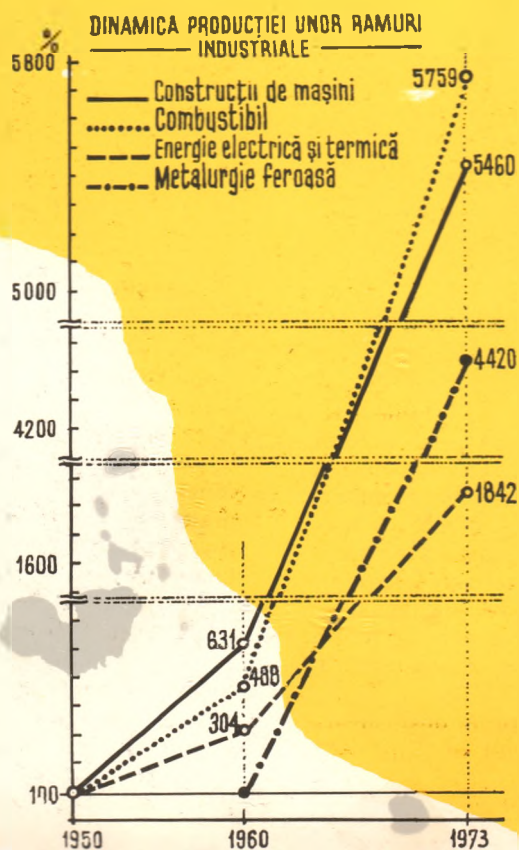 DINAMICA PRODUCȚIEI UNOR RAMURI
INDUSTRIALE
%
5800
5000
4200
1600
100
Construcții de mașini
Combustibil
Energie electrică și termică
Metalurgie feroasă
5759
5460
4420
1842
631
488
304
1950
1960
1973